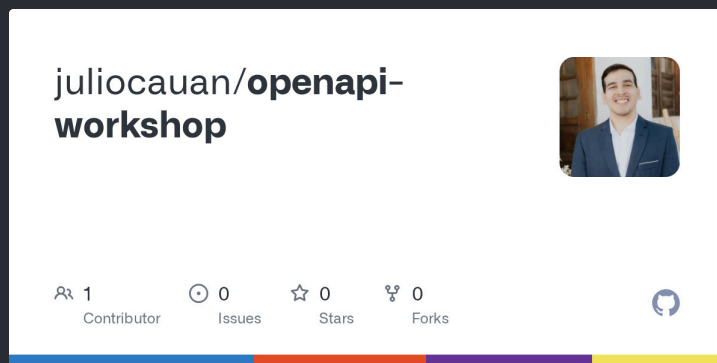 juliocauan/openapi-
workshop
1
Contributor
0
Issues
0
Stars
0
Forks